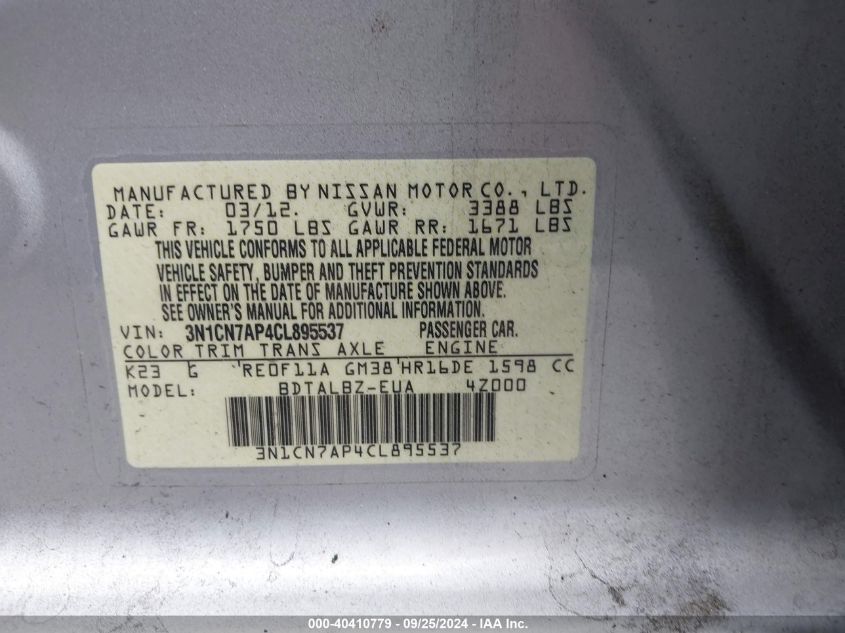 MANUFACTURED BY NISSAN MOTOR CO., LTD.
DATE: 03/12. GVWR: 3388 LBS
GAWR FR: 1750 LBS GAWR RR: 1671 LBS
THIS VEHICLE CONFORMS TO ALL APPLICABLE FEDERAL MOTOR
VEHICLE SAFETY, BUMPER AND THEFT PREVENTION STANDARDS
IN EFFECT ON THE DATE OF MANUFACTURE SHOWN ABOVE.
SEE OWNER'S MANUAL FOR ADDITIONAL INFORMATION.
VIN: 3N1CN7AP4CL895537 PASSENGER CAR.
COLOR TRIM TRANS AXLE ENGINE
K23 G 'RE0F11A GM38'HR16DE 1598 CC
MODEL: BDTALBZ-EUA 4Z000
3N1CN7AP4CL895537
000-40410779 - 09/25/2024 - IAA Inc.